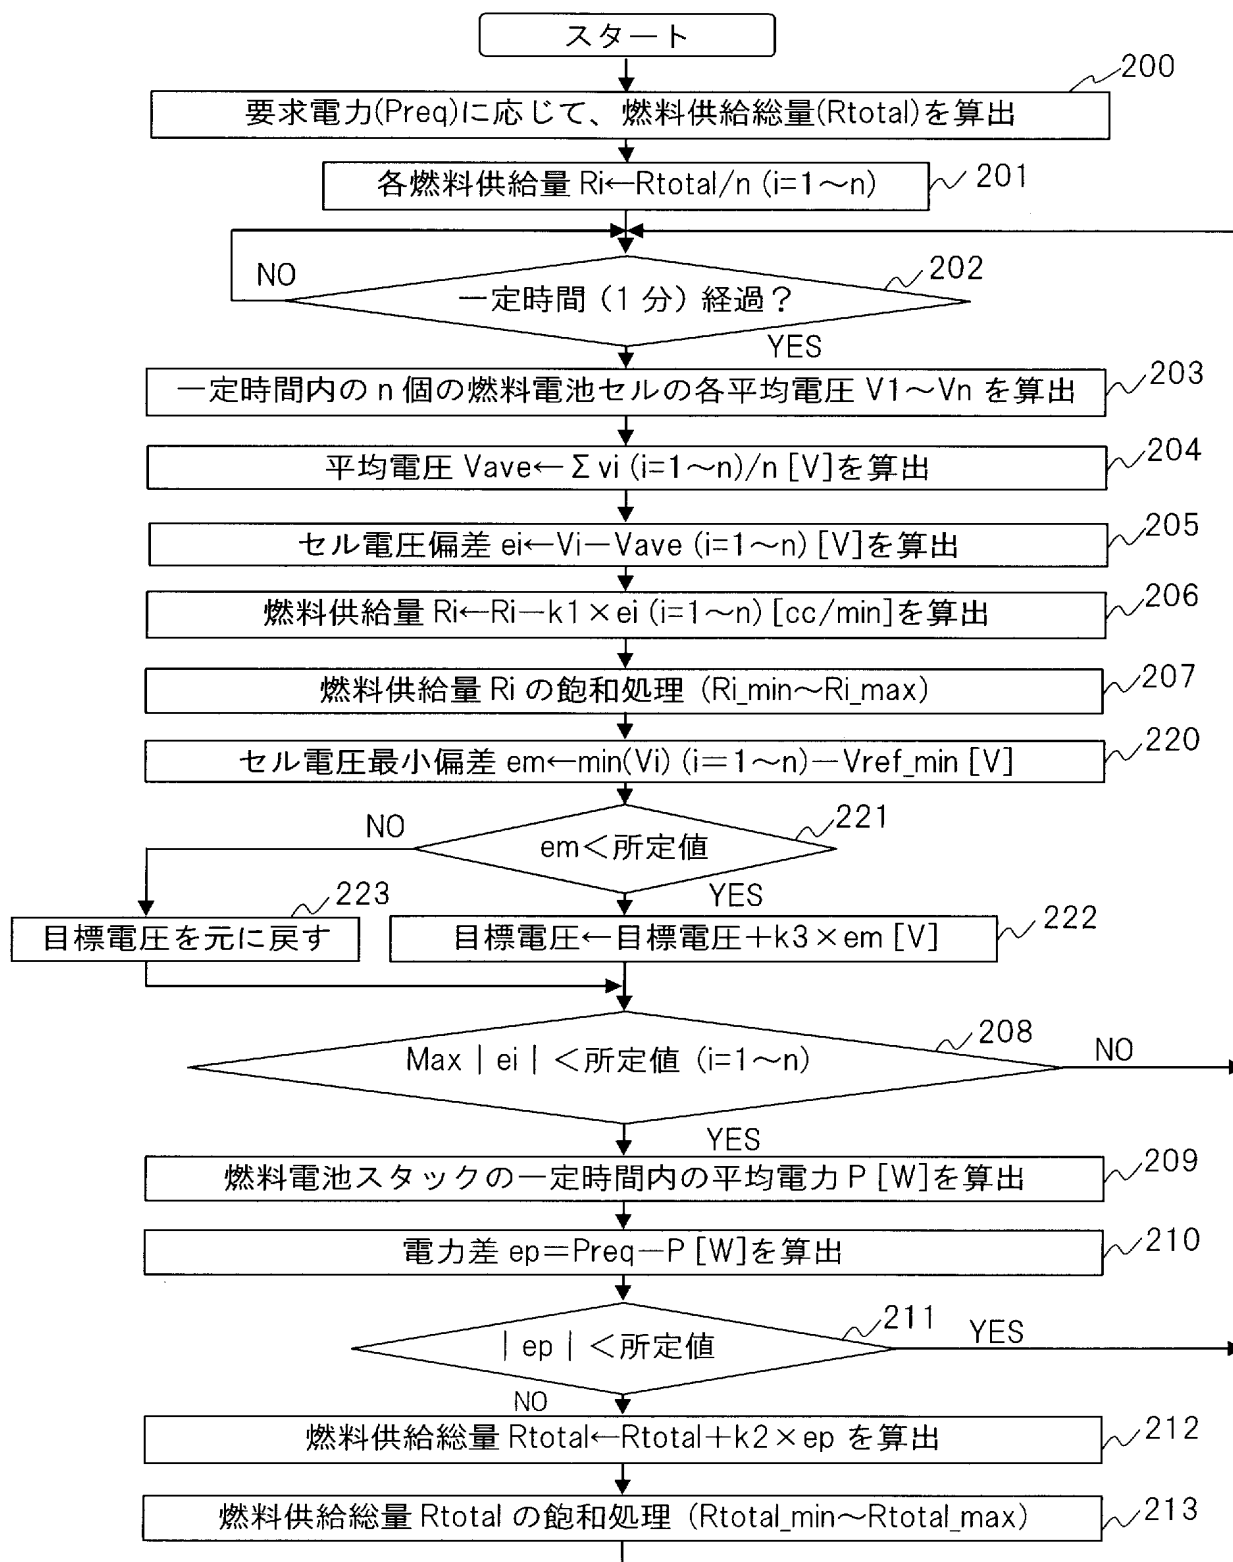 スタート
200
要求電力(Preq)に応じて、燃料供給総量(Rtotal)を算出
各燃料供給量 Ri←Rtotal/n (i=1～n)
201
NO
202
一定時間 (1 分) 経過？
YES
203
一定時間内の n 個の燃料電池セルの各平均電圧 V1～Vn を算出
204
平均電圧 Vave←Σ vi (i=1～n)/n [V]を算出
205
セル電圧偏差 ei←Vi－Vave (i=1～n) [V]を算出
206
燃料供給量 Ri←Ri－k1×ei (i=1～n) [cc/min]を算出
207
燃料供給量 Ri の飽和処理 (Ri_min～Ri_max)
220
セル電圧最小偏差 em←min(Vi) (i＝1～n)－Vref_min [V]
NO
221
em＜所定値
YES
223
222
目標電圧を元に戻す
目標電圧←目標電圧＋k3×em [V]
208
Max｜ei｜＜所定値 (i=1～n)
NO
YES
209
燃料電池スタックの一定時間内の平均電力 P [W]を算出
210
電力差 ep＝Preq－P [W]を算出
211
YES
｜ep｜＜所定値
NO
212
燃料供給総量 Rtotal←Rtotal＋k2×ep を算出
213
燃料供給総量 Rtotal の飽和処理 (Rtotal_min～Rtotal_max)